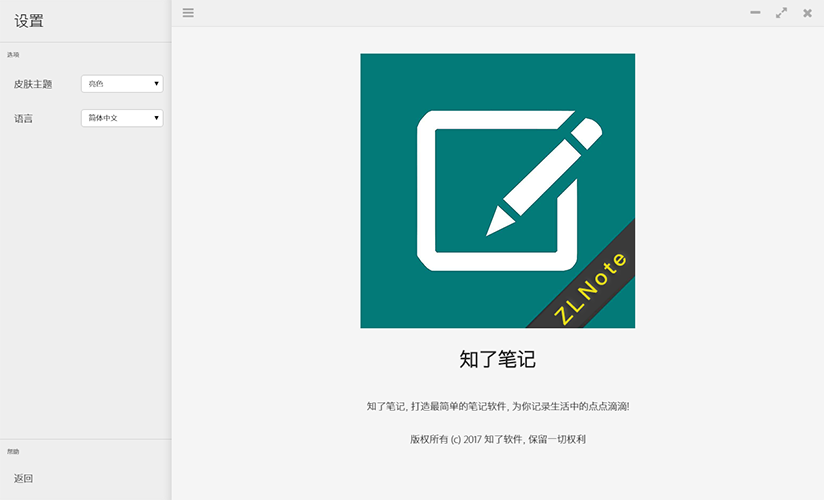 设置
选项
皮肤主题
亮色
语言
简体中文
帮助
返回
ZLNote
知了笔记
知了笔记, 打造最简单的笔记软件, 为你记录生活中的点点滴滴!
版权所有 (c) 2017 知了软件, 保留一切权利